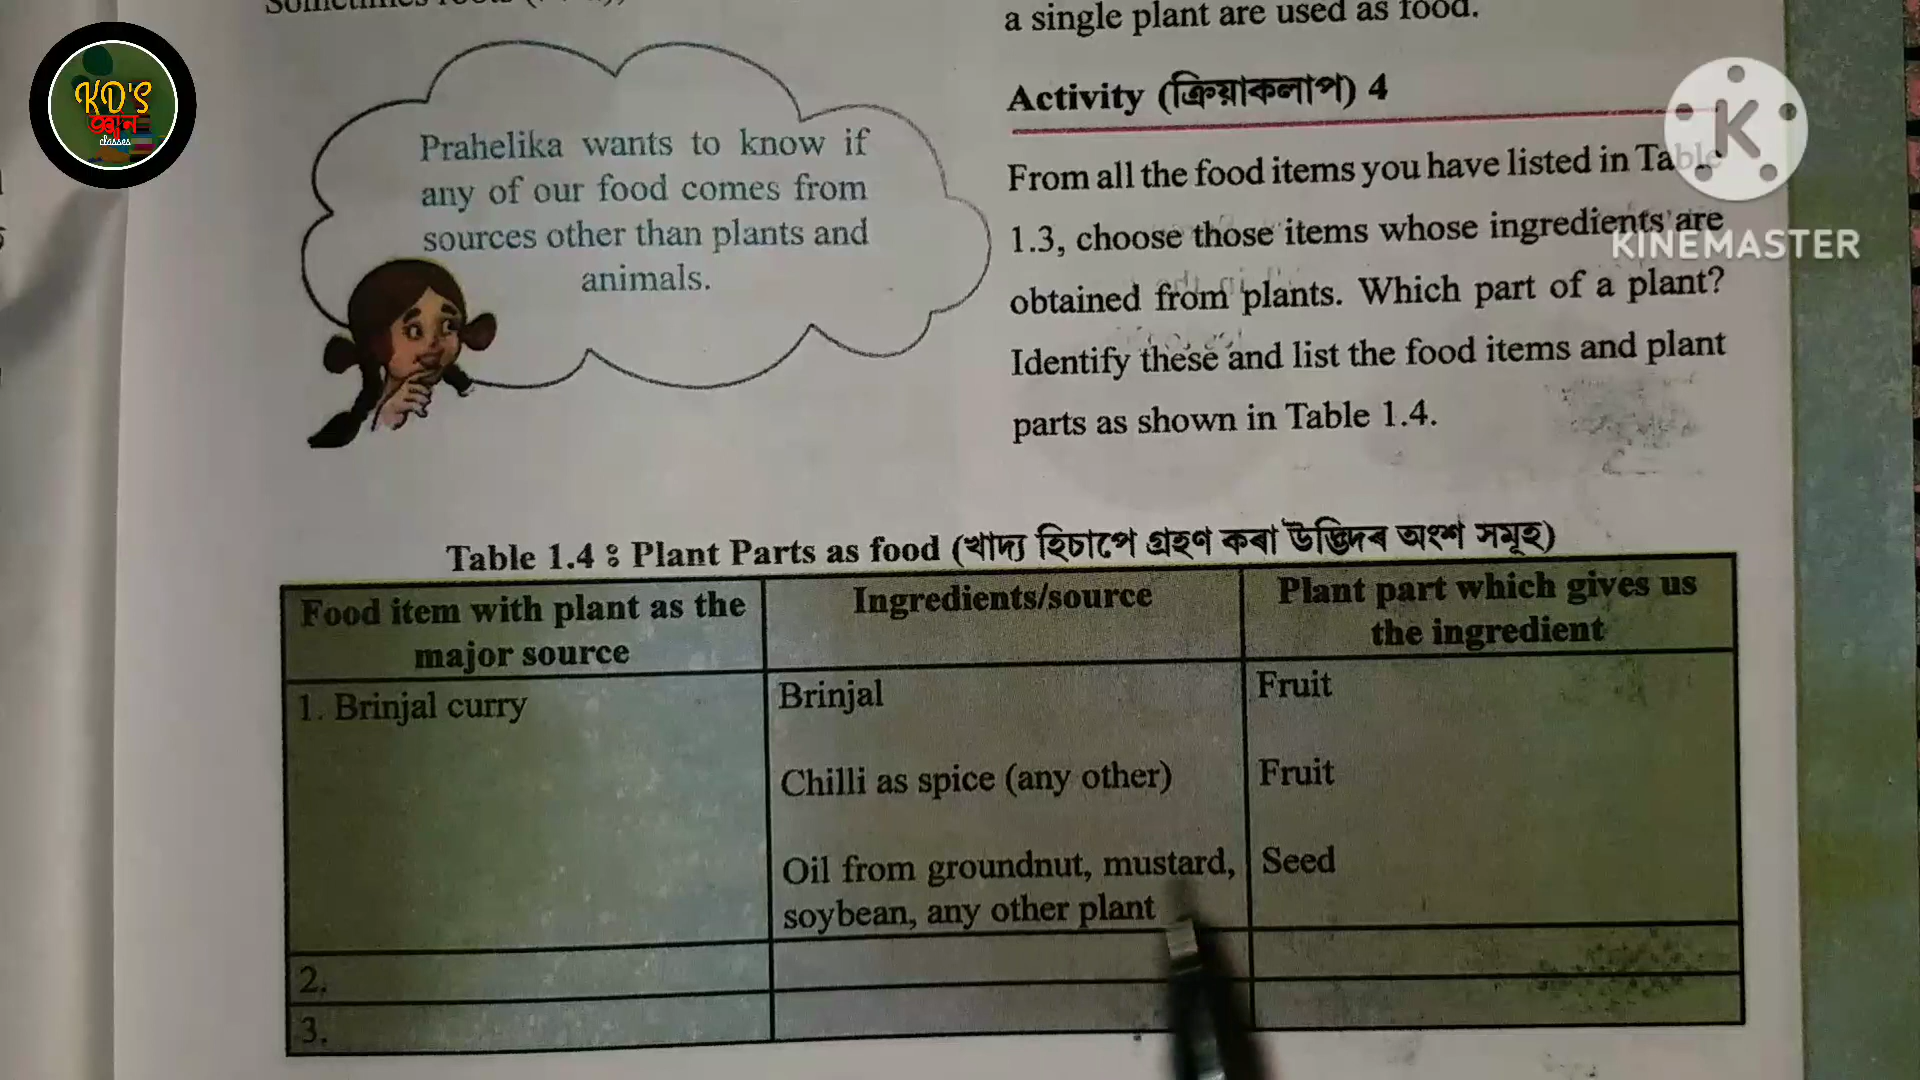 KD'S
জ্ঞান
classes
a single plant are used as food.
Prahelika wants to know if
any of our food comes from
sources other than plants and
animals.
Activity (ক্ৰিয়াকলাপ) 4
From all the food items you have listed in Table
1.3, choose those items whose ingredients are
obtained from plants. Which part of a plant?
Identify these and list the food items and plant
parts as shown in Table 1.4.
K
KINEMASTER
Table 1.4 : Plant Parts as food (খাদ্য হিচাপে গ্ৰহণ কৰা উদ্ভিদৰ অংশ সমূহ)
Food item with plant as the
major source
Ingredients/source
Plant part which gives us
the ingredient
1. Brinjal curry
Brinjal
Fruit
Chilli as spice (any other)
Fruit
Oil from groundnut, mustard,
soybean, any other plant
Seed
2.
3.